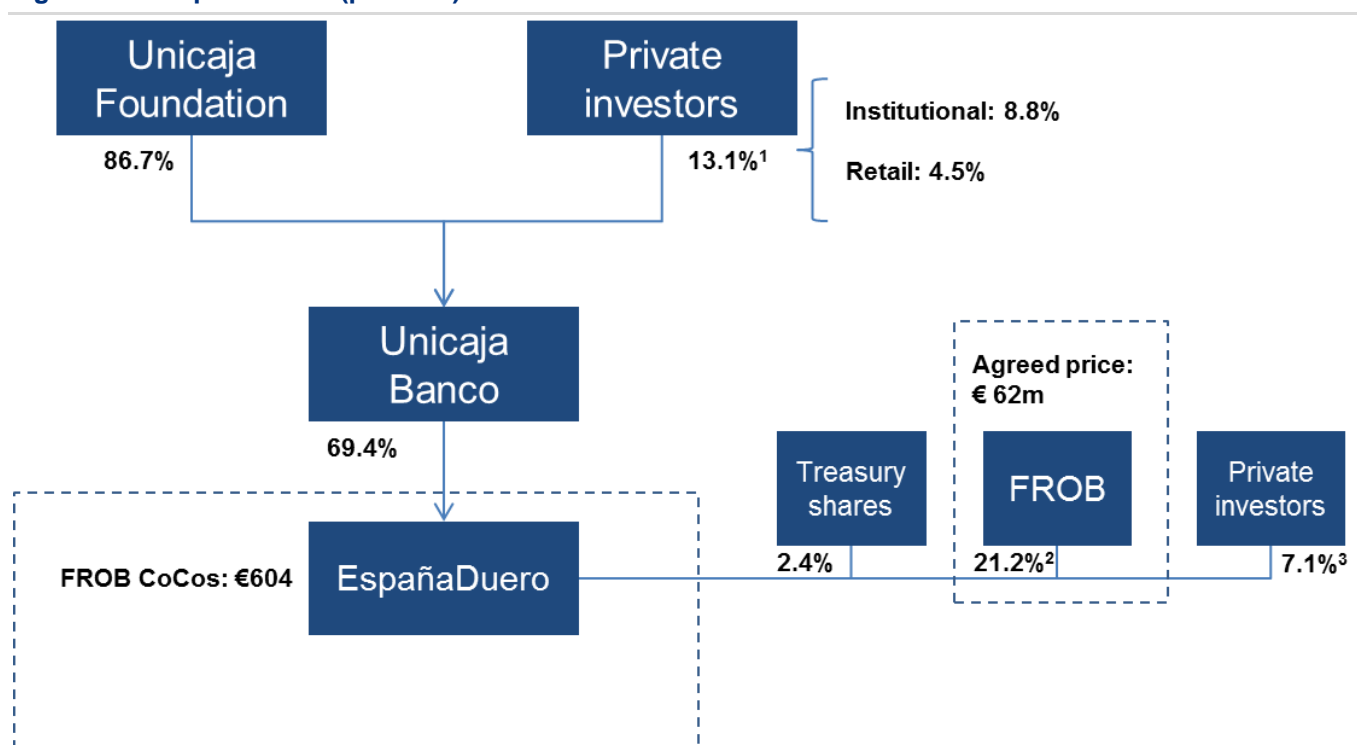 Unicaja
Foundation
Private
investors
Institutional: 8.8%
Retail: 4.5%
86.7%
13.1%¹
Unicaja
Banco
69.4%
Agreed price:
€ 62m
Treasury
shares
FROB
Private
investors
2.4%
21.2%²
7.1%³
FROB CoCos: €604
EspañaDuero